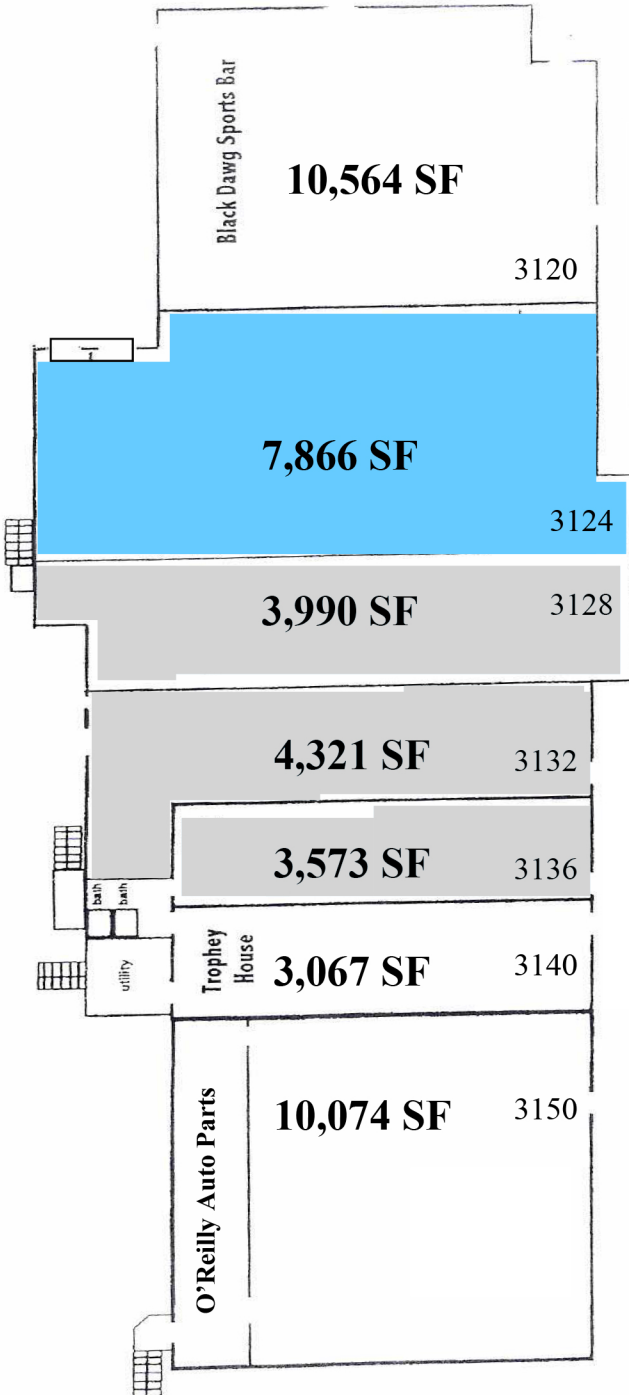 Black Dawg Sports Bar
10,564 SF
3120
7,866 SF
3124
3,990 SF
3128
4,321 SF
3132
3,573 SF
3136
bath
bath
utility
Trophey
House
3,067 SF
3140
O'Reilly Auto Parts
10,074 SF
3150